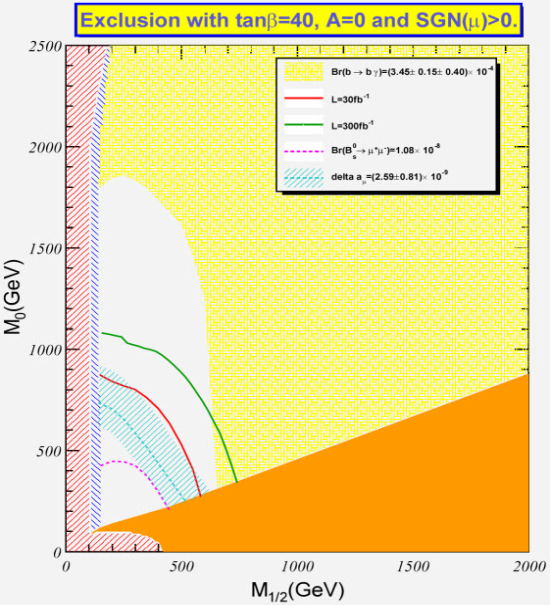 Exclusion with tanβ=40, A=0 and SGN(μ)>0.
Br(b → b γ)=(3.45± 0.15± 0.40)× 10⁻⁴
L=30fb⁻¹
L=300fb⁻¹
Br(B⁰ₛ → μ⁺μ⁻)=1.08× 10⁻⁸
delta a_μ=(2.59±0.81)× 10⁻⁹
M₀(GeV)
2500
2000
1500
1000
500
0
0 500 1000 1500 2000
M₁/₂(GeV)